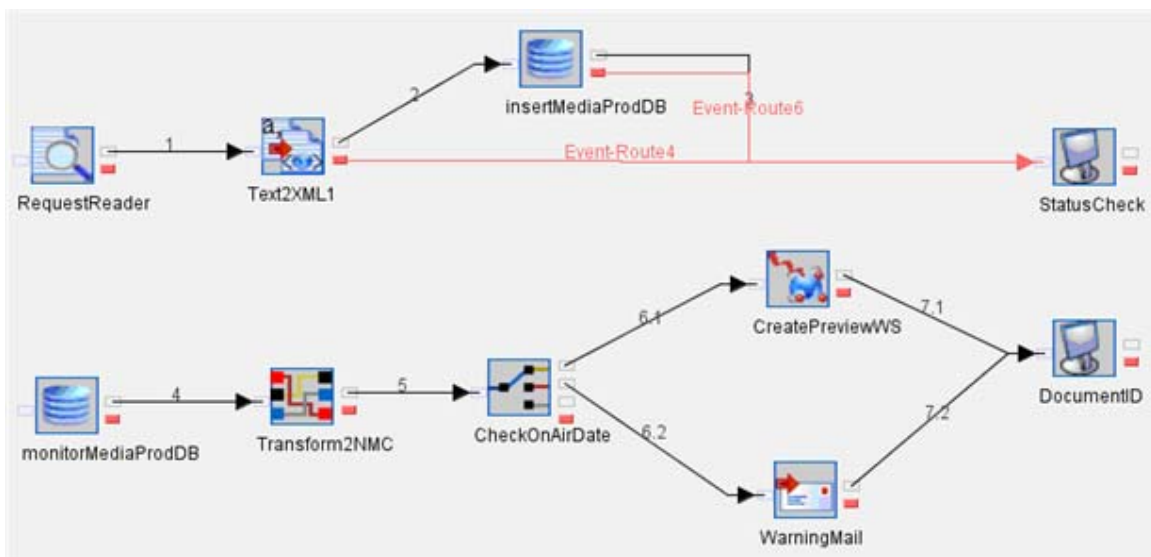 insertMediaProdDB
2
3
Event-Route6
a,
1
RequestReader
Text2XML1
Event-Route4
StatusCheck
6.1
CreatePreviewWS
7.1
4
5
monitorMediaProdDB
Transform2NMC
CheckOnAirDate
DocumentID
6.2
7.2
WarningMail